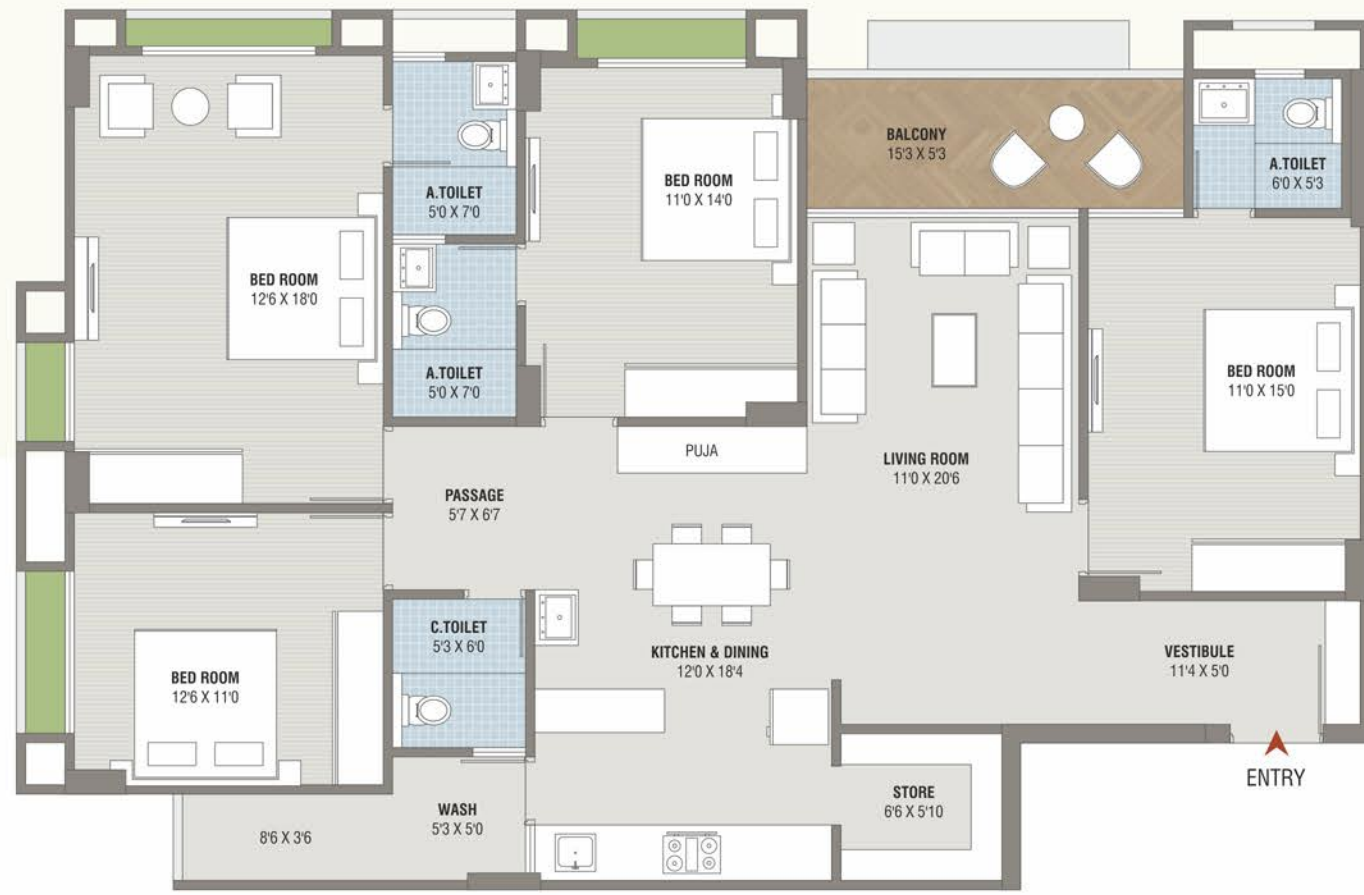 BALCONY
15'3 X 5'3
A.TOILET
6'0 X 5'3
A.TOILET
5'0 X 7'0
BED ROOM
11'0 X 14'0
BED ROOM
12'6 X 18'0
A.TOILET
5'0 X 7'0
BED ROOM
11'0 X 15'0
PUJA
LIVING ROOM
11'0 X 20'6
PASSAGE
5'7 X 6'7
C.TOILET
5'3 X 6'0
KITCHEN & DINING
12'0 X 18'4
VESTIBULE
11'4 X 5'0
BED ROOM
12'6 X 11'0
ENTRY
STORE
6'6 X 5'10
WASH
5'3 X 5'0
8'6 X 3'6